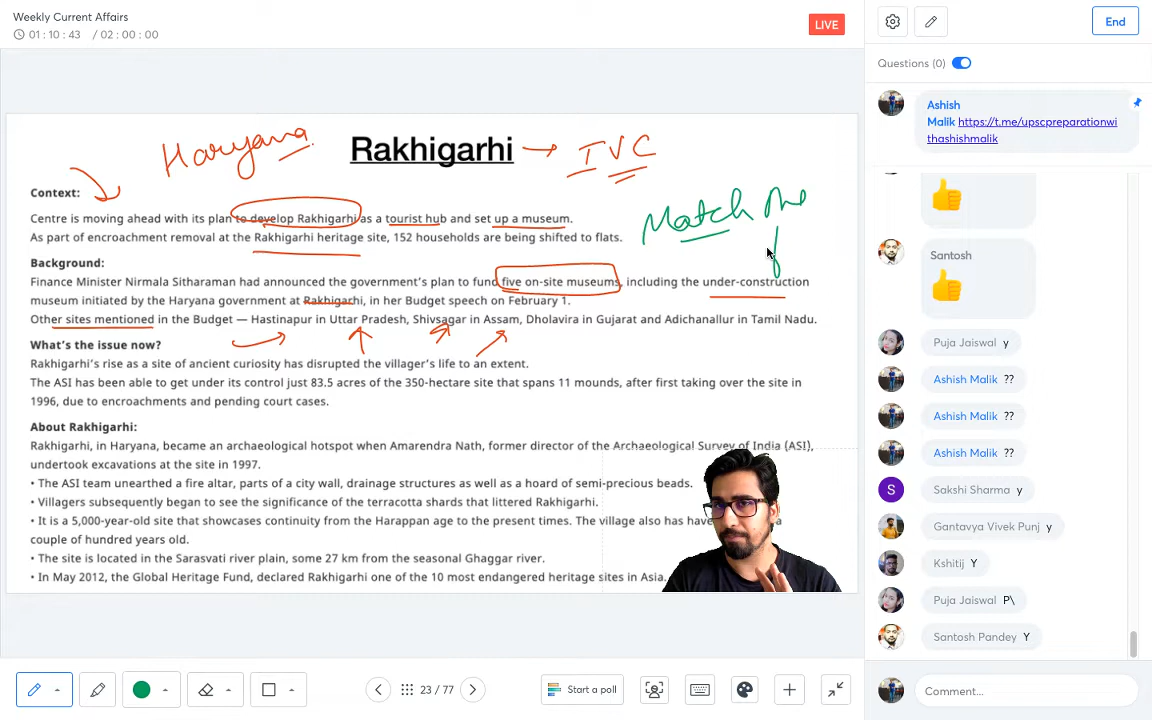 Weekly Current Affairs
01 : 10 : 43 / 02 : 00 : 00
LIVE
Haryana
Rakhigarhi → IVC
Match the
f
Context:
Centre is moving ahead with its plan to develop Rakhigarhi as a tourist hub and set up a museum.
As part of encroachment removal at the Rakhigarhi heritage site, 152 households are being shifted to flats.
Background:
Finance Minister Nirmala Sitharaman had announced the government's plan to fund five on-site museums, including the under-construction
museum initiated by the Haryana government at Rakhigarhi, in her Budget speech on February 1.
Other sites mentioned in the Budget — Hastinapur in Uttar Pradesh, Shivsagar in Assam, Dholavira in Gujarat and Adichanallur in Tamil Nadu.
What's the issue now?
Rakhigarhi's rise as a site of ancient curiosity has disrupted the villager's life to an extent.
The ASI has been able to get under its control just 83.5 acres of the 350-hectare site that spans 11 mounds, after first taking over the site in
1996, due to encroachments and pending court cases.
About Rakhigarhi:
Rakhigarhi, in Haryana, became an archaeological hotspot when Amarendra Nath, former director of the Archaeological Survey of India (ASI),
undertook excavations at the site in 1997.
• The ASI team unearthed a fire altar, parts of a city wall, drainage structures as well as a hoard of semi-precious beads.
• Villagers subsequently began to see the significance of the terracotta shards that littered Rakhigarhi.
• It is a 5,000-year-old site that showcases continuity from the Harappan age to the present times. The village also has have a
couple of hundred years old.
• The site is located in the Sarasvati river plain, some 27 km from the seasonal Ghaggar river.
• In May 2012, the Global Heritage Fund, declared Rakhigarhi one of the 10 most endangered heritage sites in Asia.
23 / 77
Start a poll
End
Questions (0)
Ashish
Malik https://t.me/upscpreparationwi
thashishmalik
Santosh
Puja Jaiswal y
Ashish Malik ??
Ashish Malik ??
Ashish Malik ??
S Sakshi Sharma y
Gantavya Vivek Punj y
Kshitij Y
Puja Jaiswal P\
Santosh Pandey Y
Comment...